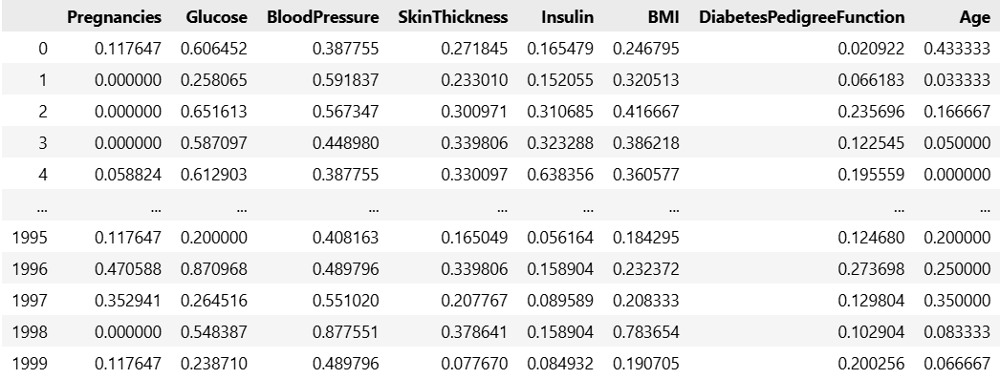 Pregnancies Glucose BloodPressure SkinThickness Insulin BMI DiabetesPedigreeFunction Age
0 0.117647 0.606452 0.387755 0.271845 0.165479 0.246795 0.020922 0.433333
1 0.000000 0.258065 0.591837 0.233010 0.152055 0.320513 0.066183 0.033333
2 0.000000 0.651613 0.567347 0.300971 0.310685 0.416667 0.235696 0.166667
3 0.000000 0.587097 0.448980 0.339806 0.323288 0.386218 0.122545 0.050000
4 0.058824 0.612903 0.387755 0.330097 0.638356 0.360577 0.195559 0.000000
... ... ... ... ... ... ... ... ...
1995 0.117647 0.200000 0.408163 0.165049 0.056164 0.184295 0.124680 0.200000
1996 0.470588 0.870968 0.489796 0.339806 0.158904 0.232372 0.273698 0.250000
1997 0.352941 0.264516 0.551020 0.207767 0.089589 0.208333 0.129804 0.350000
1998 0.000000 0.548387 0.877551 0.378641 0.158904 0.783654 0.102904 0.083333
1999 0.117647 0.238710 0.489796 0.077670 0.084932 0.190705 0.200256 0.066667